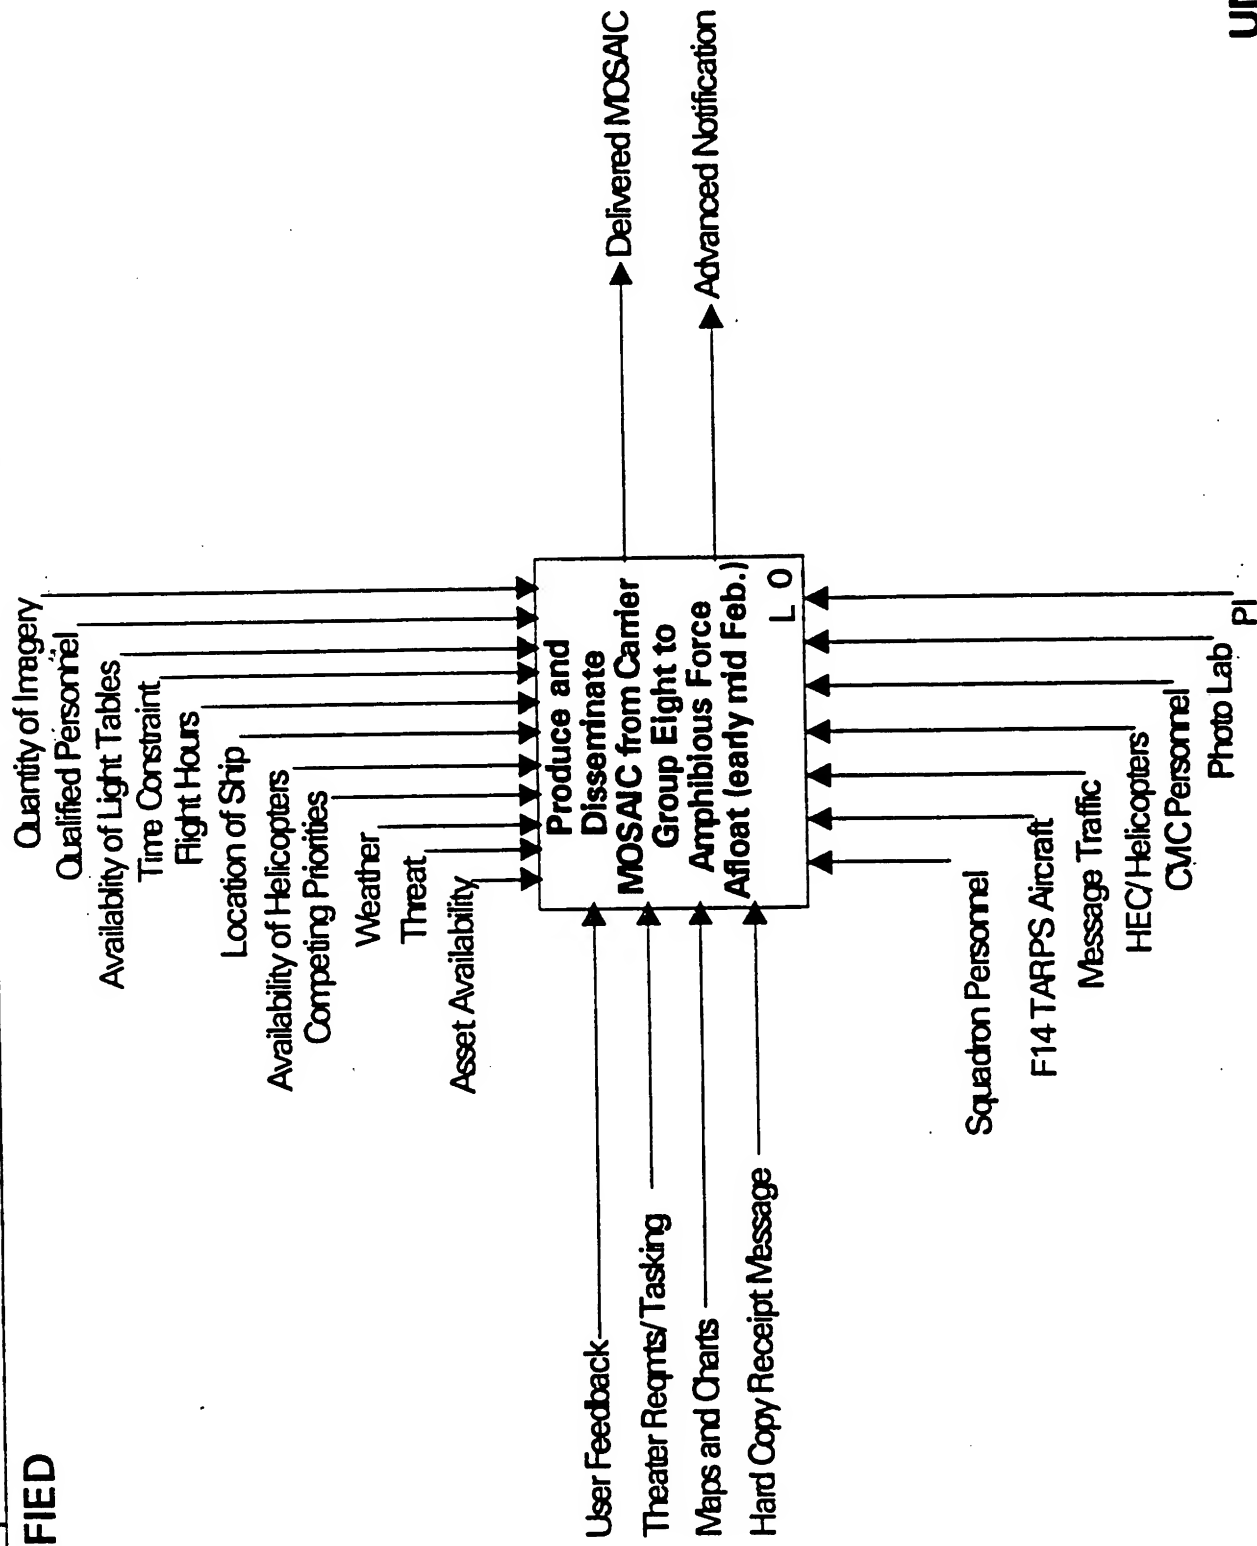 FIED
UN
Quantity of Imagery
Qualified Personnel
Availablity of Light Tables
Time Constraint
Flight Hours
Location of Ship
Availability of Helicopters
Competing Priorities
Weather
Threat
Asset Availability
User Feedback
Theater Reqmts/Tasking
Maps and Charts
Hard Copy Receipt Message
Produce and
Disseminate
MOSAIC from Carrier
Group Eight to
Amphibious Force
Afloat (early mid Feb.)
L O
Delivered MOSAIC
Advanced Notification
Squadron Personnel
F14 TARPS Aircraft
Message Traffic
HEC/Helicopters
CVIC Personnel
Photo Lab
PI